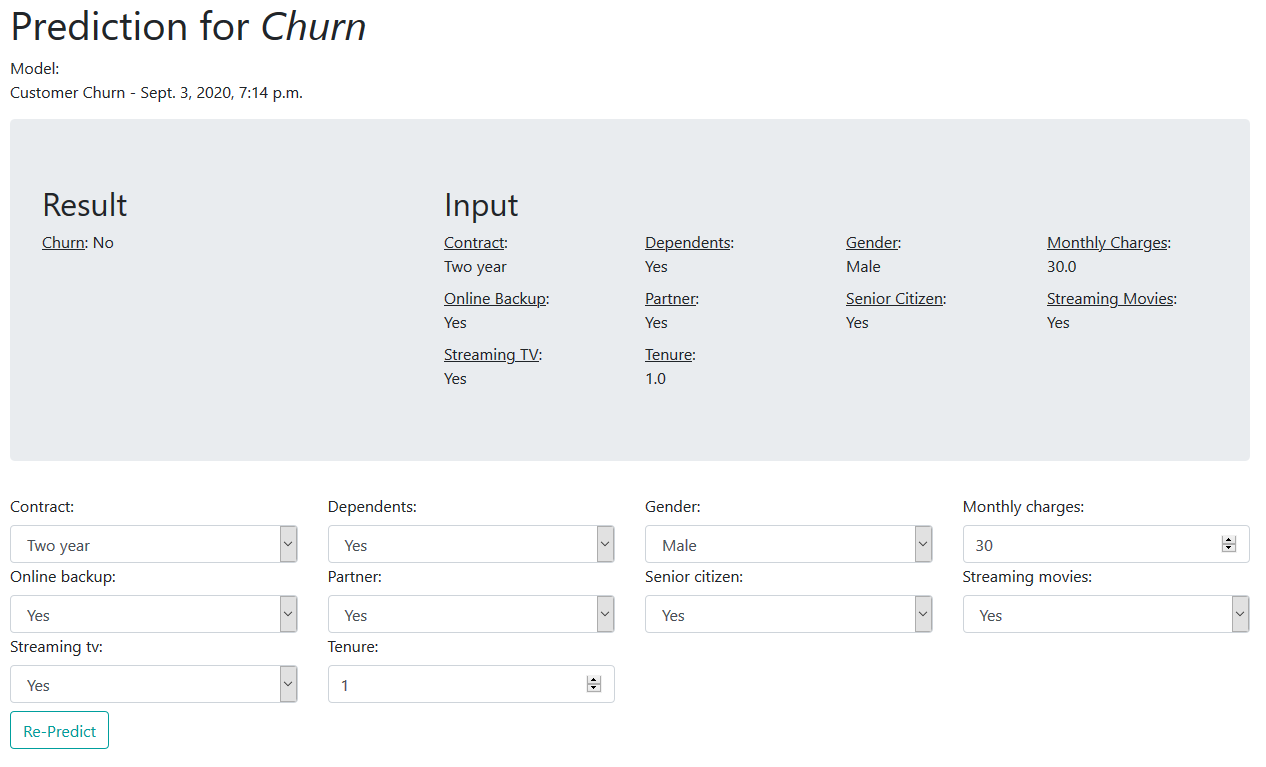 Prediction for Churn
Model:
Customer Churn - Sept. 3, 2020, 7:14 p.m.
Result
Churn: No
Input
Contract: Dependents: Gender: Monthly Charges:
Two year Yes Male 30.0
Online Backup: Partner: Senior Citizen: Streaming Movies:
Yes Yes Yes Yes
Streaming TV: Tenure:
Yes 1.0
Contract: Dependents: Gender: Monthly charges:
Two year Yes Male 30
Online backup: Partner: Senior citizen: Streaming movies:
Yes Yes Yes Yes
Streaming tv: Tenure:
Yes 1
Re-Predict